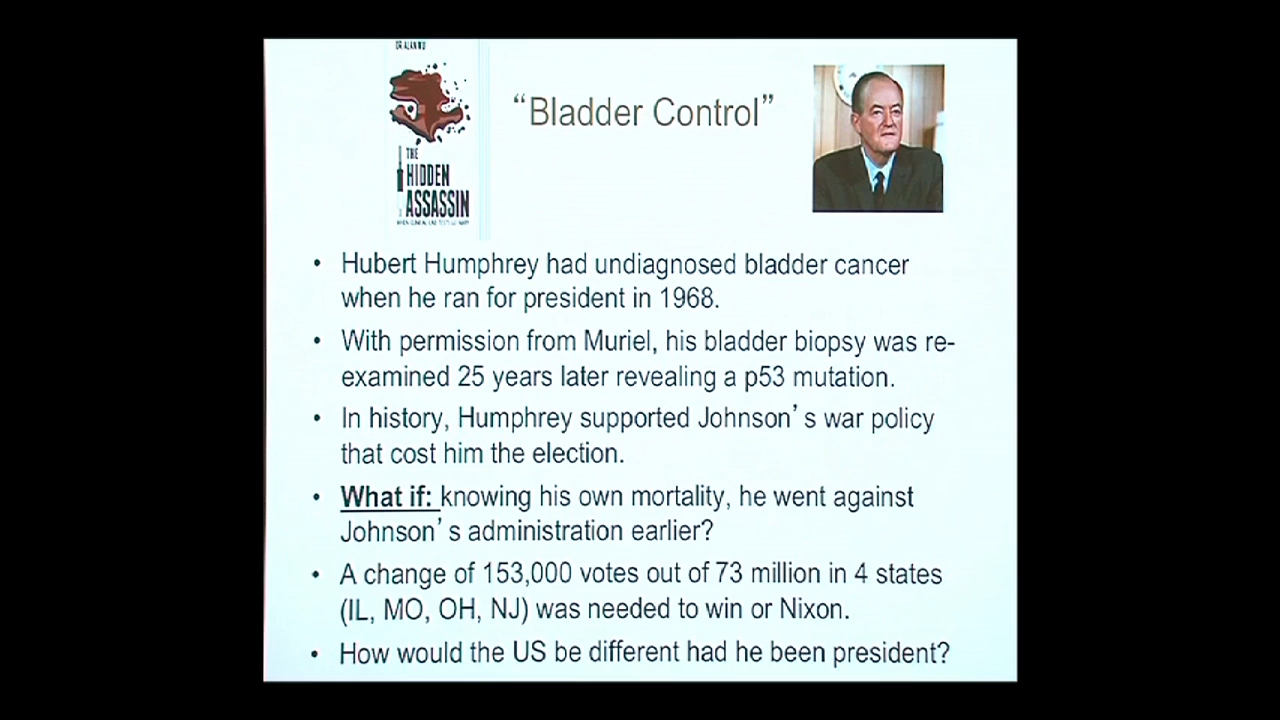 DR ALAN WU
THE
HIDDEN
ASSASSIN
“Bladder Control”
• Hubert Humphrey had undiagnosed bladder cancer
when he ran for president in 1968.
• With permission from Muriel, his bladder biopsy was re-
examined 25 years later revealing a p53 mutation.
• In history, Humphrey supported Johnson’s war policy
that cost him the election.
• What if: knowing his own mortality, he went against
Johnson’s administration earlier?
• A change of 153,000 votes out of 73 million in 4 states
(IL, MO, OH, NJ) was needed to win or Nixon.
• How would the US be different had he been president?